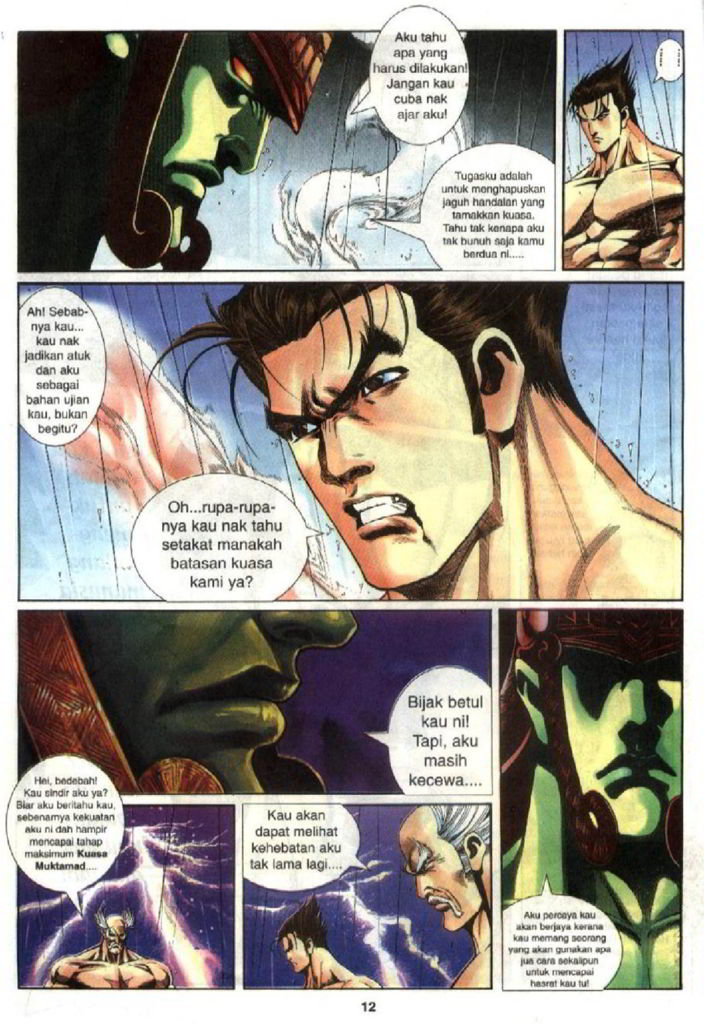 Aku tahu
apa yang
harus dilakukan!
Jangan kau
cuba nak
ajar aku!
Tugasku adalah
untuk menghapuskan
jaguh handalan yang
tamakkan kuasa.
Tahu tak kenapa aku
tak bunuh saja kamu
berdua ni.....
Ah! Sebab-
nya kau...
kau nak
jadikan atuk
dan aku
sebagai
bahan ujian
kau, bukan
begitu?
Oh...rupa-rupa-
nya kau nak tahu
setakat manakah
batasan kuasa
kami ya?
Bijak betul
kau ni!
Tapi, aku
masih
kecewa....
Hei, bedebah!
Kau sindir aku ya?
Biar aku beritahu kau,
sebenarnya kekuatan
aku ni dah hampir
mencapai tahap
maksimum Kuasa
Muktamad....
Kau akan
dapat melihat
kehebatan aku
tak lama lagi....
Aku percaya kau
akan berjaya kerana
kau memang seorang
yang akan gunakan apa
jua cara sekalipun
untuk mencapai
hasrat kau tu!
12